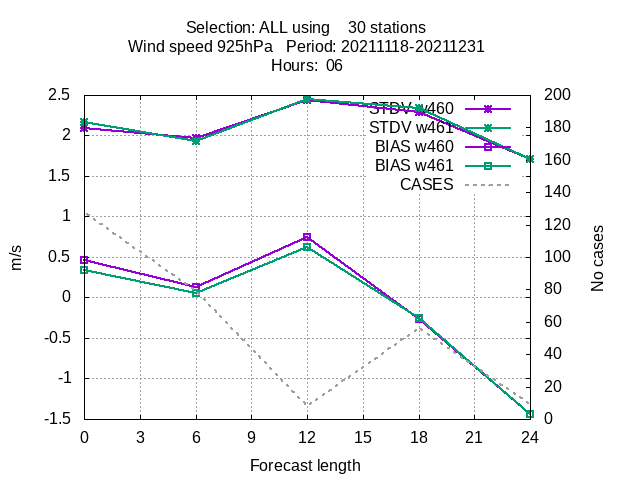 Selection: ALL using    30 stations
Wind speed 925hPa   Period: 20211118-20211231
Hours:  06
STDV w460
STDV w461
BIAS w460
BIAS w461
CASES
2.5
2
1.5
1
0.5
0
-0.5
-1
-1.5
m/s
200
180
160
140
120
100
80
60
40
20
0
No cases
0 3 6 9 12 15 18 21 24
Forecast length